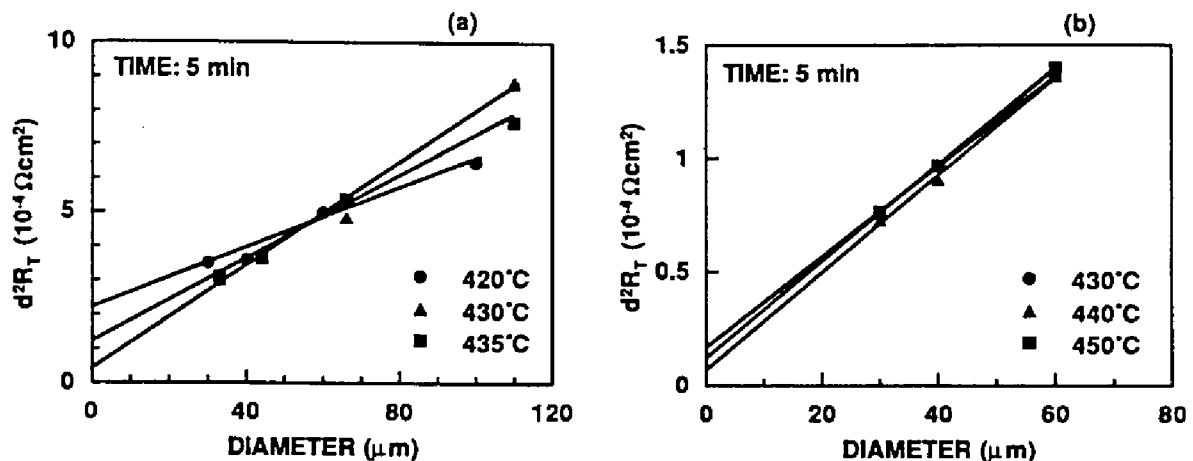 (a)
10
TIME: 5 min
5
0
d²R_T (10⁻⁴ Ωcm²)
420°C
430°C
435°C
0 40 80 120
DIAMETER (μm)
(b)
1.5
TIME: 5 min
1
0.5
0
d²R_T (10⁻⁴ Ωcm²)
430°C
440°C
450°C
0 20 40 60 80
DIAMETER (μm)